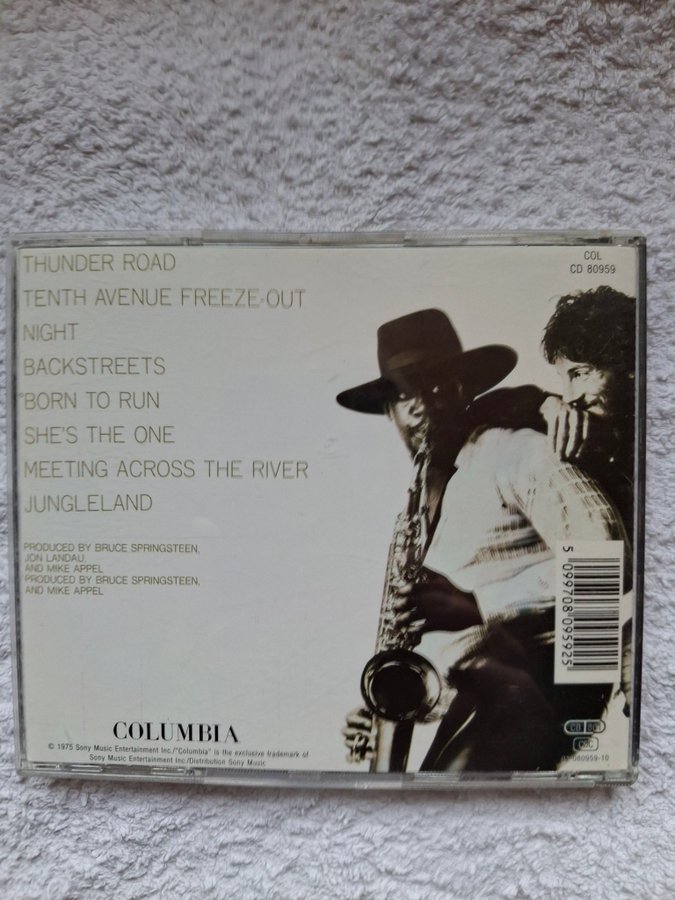 THUNDER ROAD
TENTH AVENUE FREEZE-OUT
NIGHT
BACKSTREETS
BORN TO RUN
SHE'S THE ONE
MEETING ACROSS THE RIVER
JUNGLELAND
PRODUCED BY BRUCE SPRINGSTEEN,
JON LANDAU,
AND MIKE APPEL
PRODUCED BY BRUCE SPRINGSTEEN,
AND MIKE APPEL
COL
CD 80959
5 099708 095925
COLUMBIA
© 1975 Sony Music Entertainment Inc./"Columbia" is the exclusive trademark of
Sony Music Entertainment Inc./Distribution Sony Music
080959-10